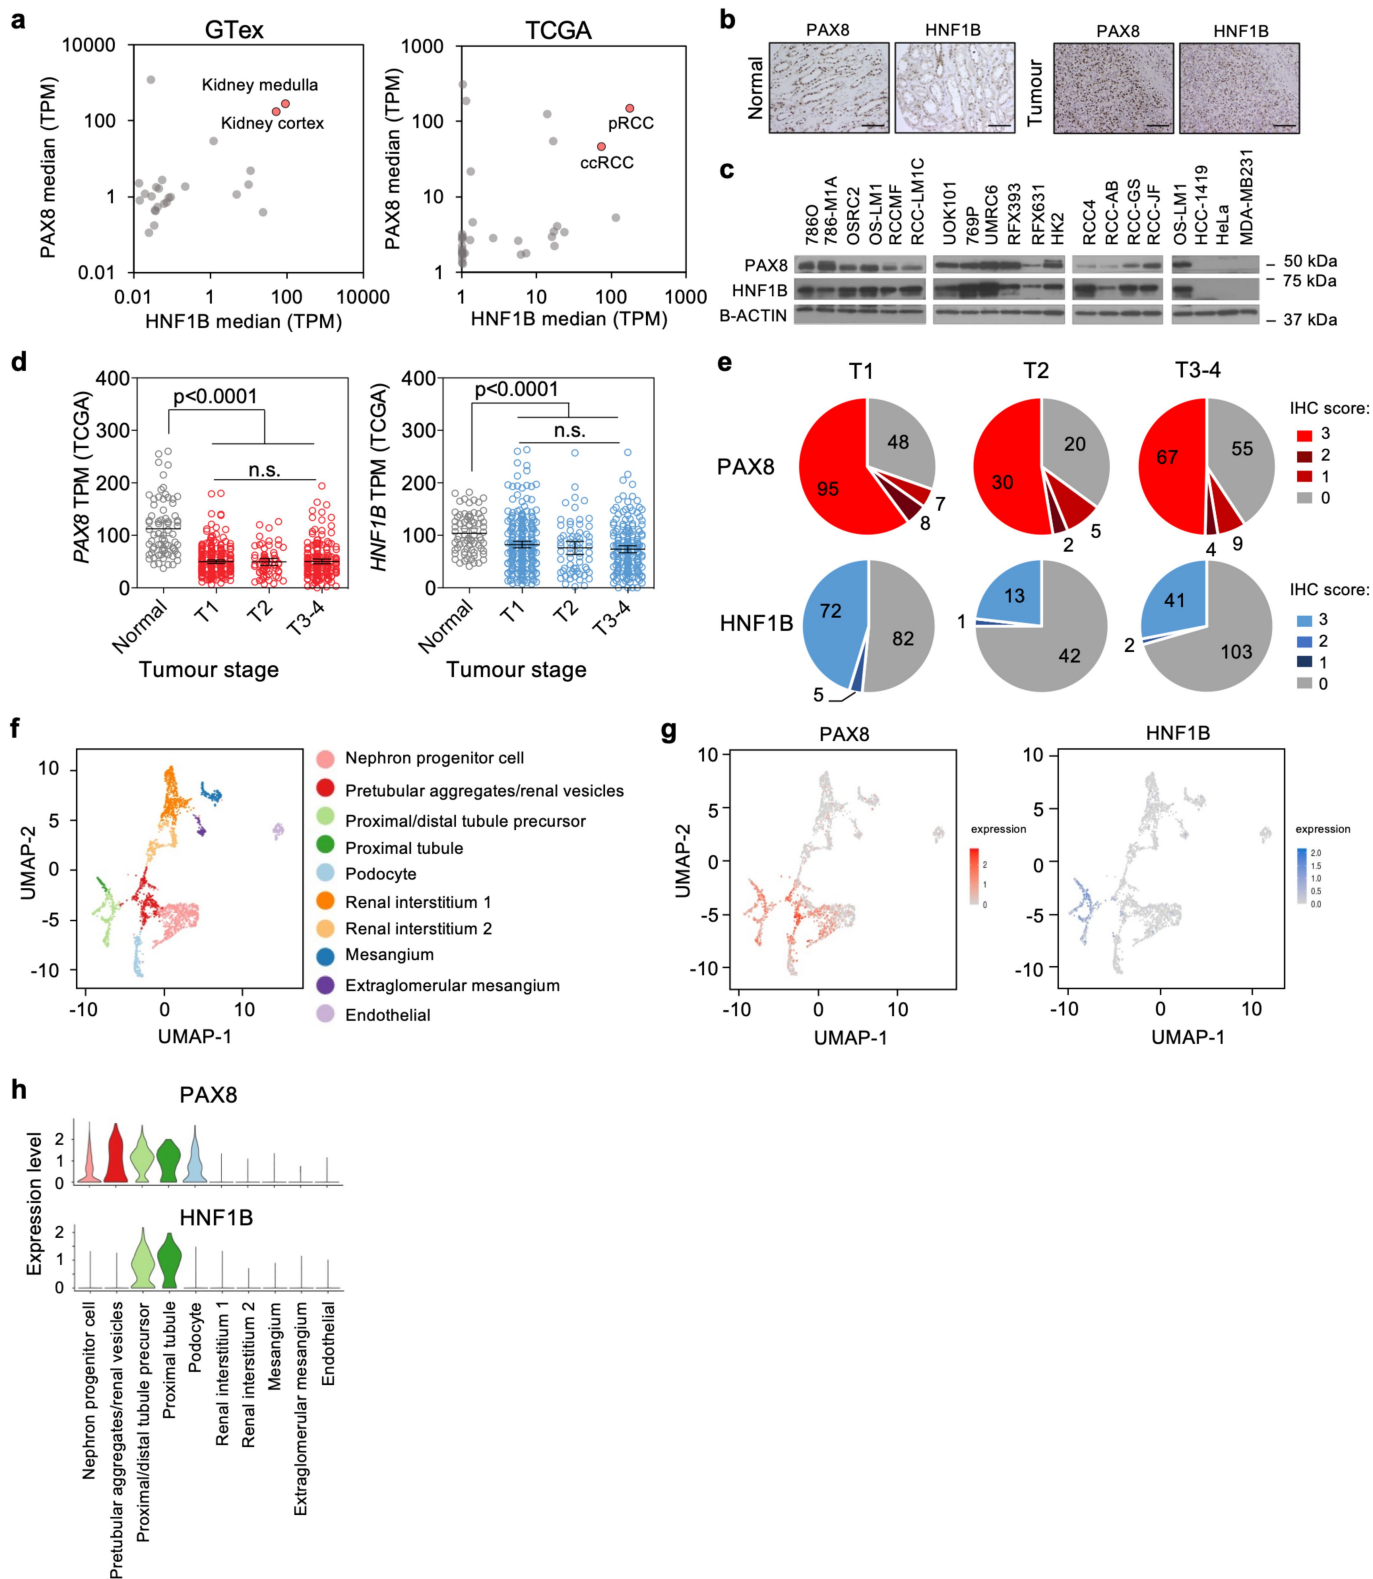 a
GTex
PAX8 median (TPM)
10000
100
1
0.01
Kidney medulla
Kidney cortex
0.01 1 100 10000
HNF1B median (TPM)
TCGA
PAX8 median (TPM)
1000
100
10
1
pRCC
ccRCC
1 10 100 1000
HNF1B median (TPM)
b
PAX8 HNF1B PAX8 HNF1B
Normal
Tumour
c
786O
786-M1A
OSRC2
OS-LM1
RCCMF
RCC-LM1C
UOK101
769P
UMRC6
RFX393
RFX631
HK2
RCC4
RCC-AB
RCC-GS
RCC-JF
OS-LM1
HCC-1419
HeLa
MDA-MB231
PAX8
HNF1B
B-ACTIN
50 kDa
75 kDa
37 kDa
d
PAX8 TPM (TCGA)
400
300
200
100
0
p<0.0001
n.s.
Normal
T1
T2
T3-4
Tumour stage
HNF1B TPM (TCGA)
400
300
200
100
0
p<0.0001
n.s.
Normal
T1
T2
T3-4
Tumour stage
e
T1 T2 T3-4
PAX8
95 48 7 8
30 20 5 2
67 55 9 4
IHC score:
3
2
1
0
HNF1B
72 82 5
13 1 42
41 2 103
IHC score:
3
2
1
0
f
UMAP-2
10
5
0
-5
-10
-10 0 10
UMAP-1
Nephron progenitor cell
Pretubular aggregates/renal vesicles
Proximal/distal tubule precursor
Proximal tubule
Podocyte
Renal interstitium 1
Renal interstitium 2
Mesangium
Extraglomerular mesangium
Endothelial
g
PAX8
UMAP-2
10
5
0
-5
-10
-10 0 10
UMAP-1
expression
2
1
0
HNF1B
10
5
0
-5
-10
-10 0 10
UMAP-1
expression
2.0
1.5
1.0
0.5
0.0
h
PAX8
Expression level
2
1
0
HNF1B
2
1
0
Nephron progenitor cell
Pretubular aggregates/renal vesicles
Proximal/distal tubule precursor
Proximal tubule
Podocyte
Renal interstitium 1
Renal interstitium 2
Mesangium
Extraglomerular mesangium
Endothelial